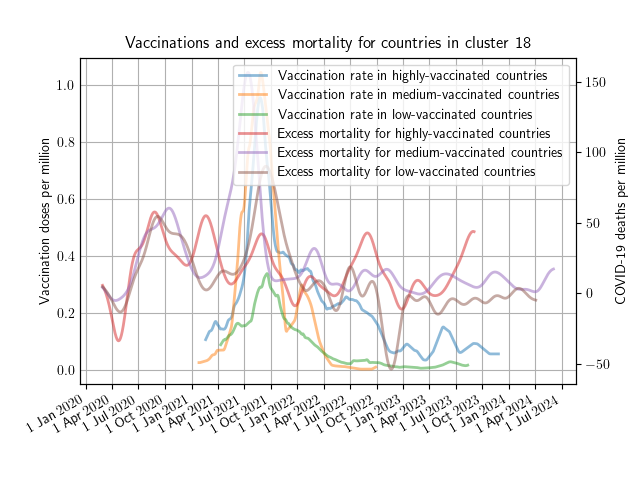 Vaccinations and excess mortality for countries in cluster 18
Vaccination rate in highly-vaccinated countries
Vaccination rate in medium-vaccinated countries
Vaccination rate in low-vaccinated countries
Excess mortality for highly-vaccinated countries
Excess mortality for medium-vaccinated countries
Excess mortality for low-vaccinated countries
Vaccination doses per million
1.0
0.8
0.6
0.4
0.2
0.0
COVID-19 deaths per million
150
100
50
0
−50
1 Jan 2020
1 Apr 2020
1 Jul 2020
1 Oct 2020
1 Jan 2021
1 Apr 2021
1 Jul 2021
1 Oct 2021
1 Jan 2022
1 Apr 2022
1 Jul 2022
1 Oct 2022
1 Jan 2023
1 Apr 2023
1 Jul 2023
1 Oct 2023
1 Jan 2024
1 Apr 2024
1 Jul 2024